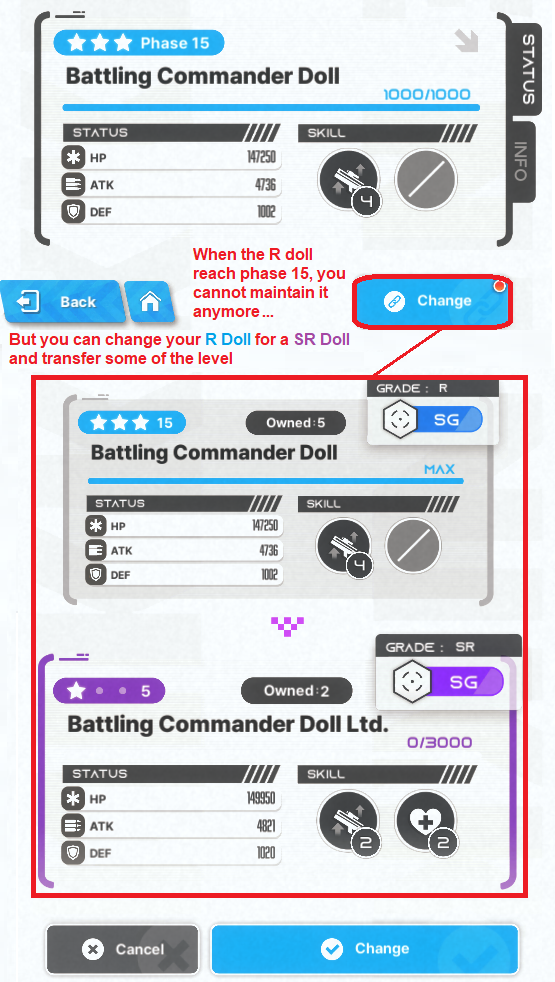 Phase 15
Battling Commander Doll
1000/1000
STATUS
HP 147250
ATK 4736
DEF 1002
SKILL
4
STATUS
INFO
When the R doll
reach phase 15, you
cannot maintain it
anymore...
Back
Change
But you can change your R Doll for a SR Doll
and transfer some of the level
GRADE : R
SG
15
Owned:5
Battling Commander Doll
MAX
STATUS
HP 147250
ATK 4736
DEF 1002
SKILL
4
GRADE : SR
SG
5
Owned:2
Battling Commander Doll Ltd.
0/3000
STATUS
HP 149950
ATK 4821
DEF 1020
SKILL
2
2
Cancel
Change